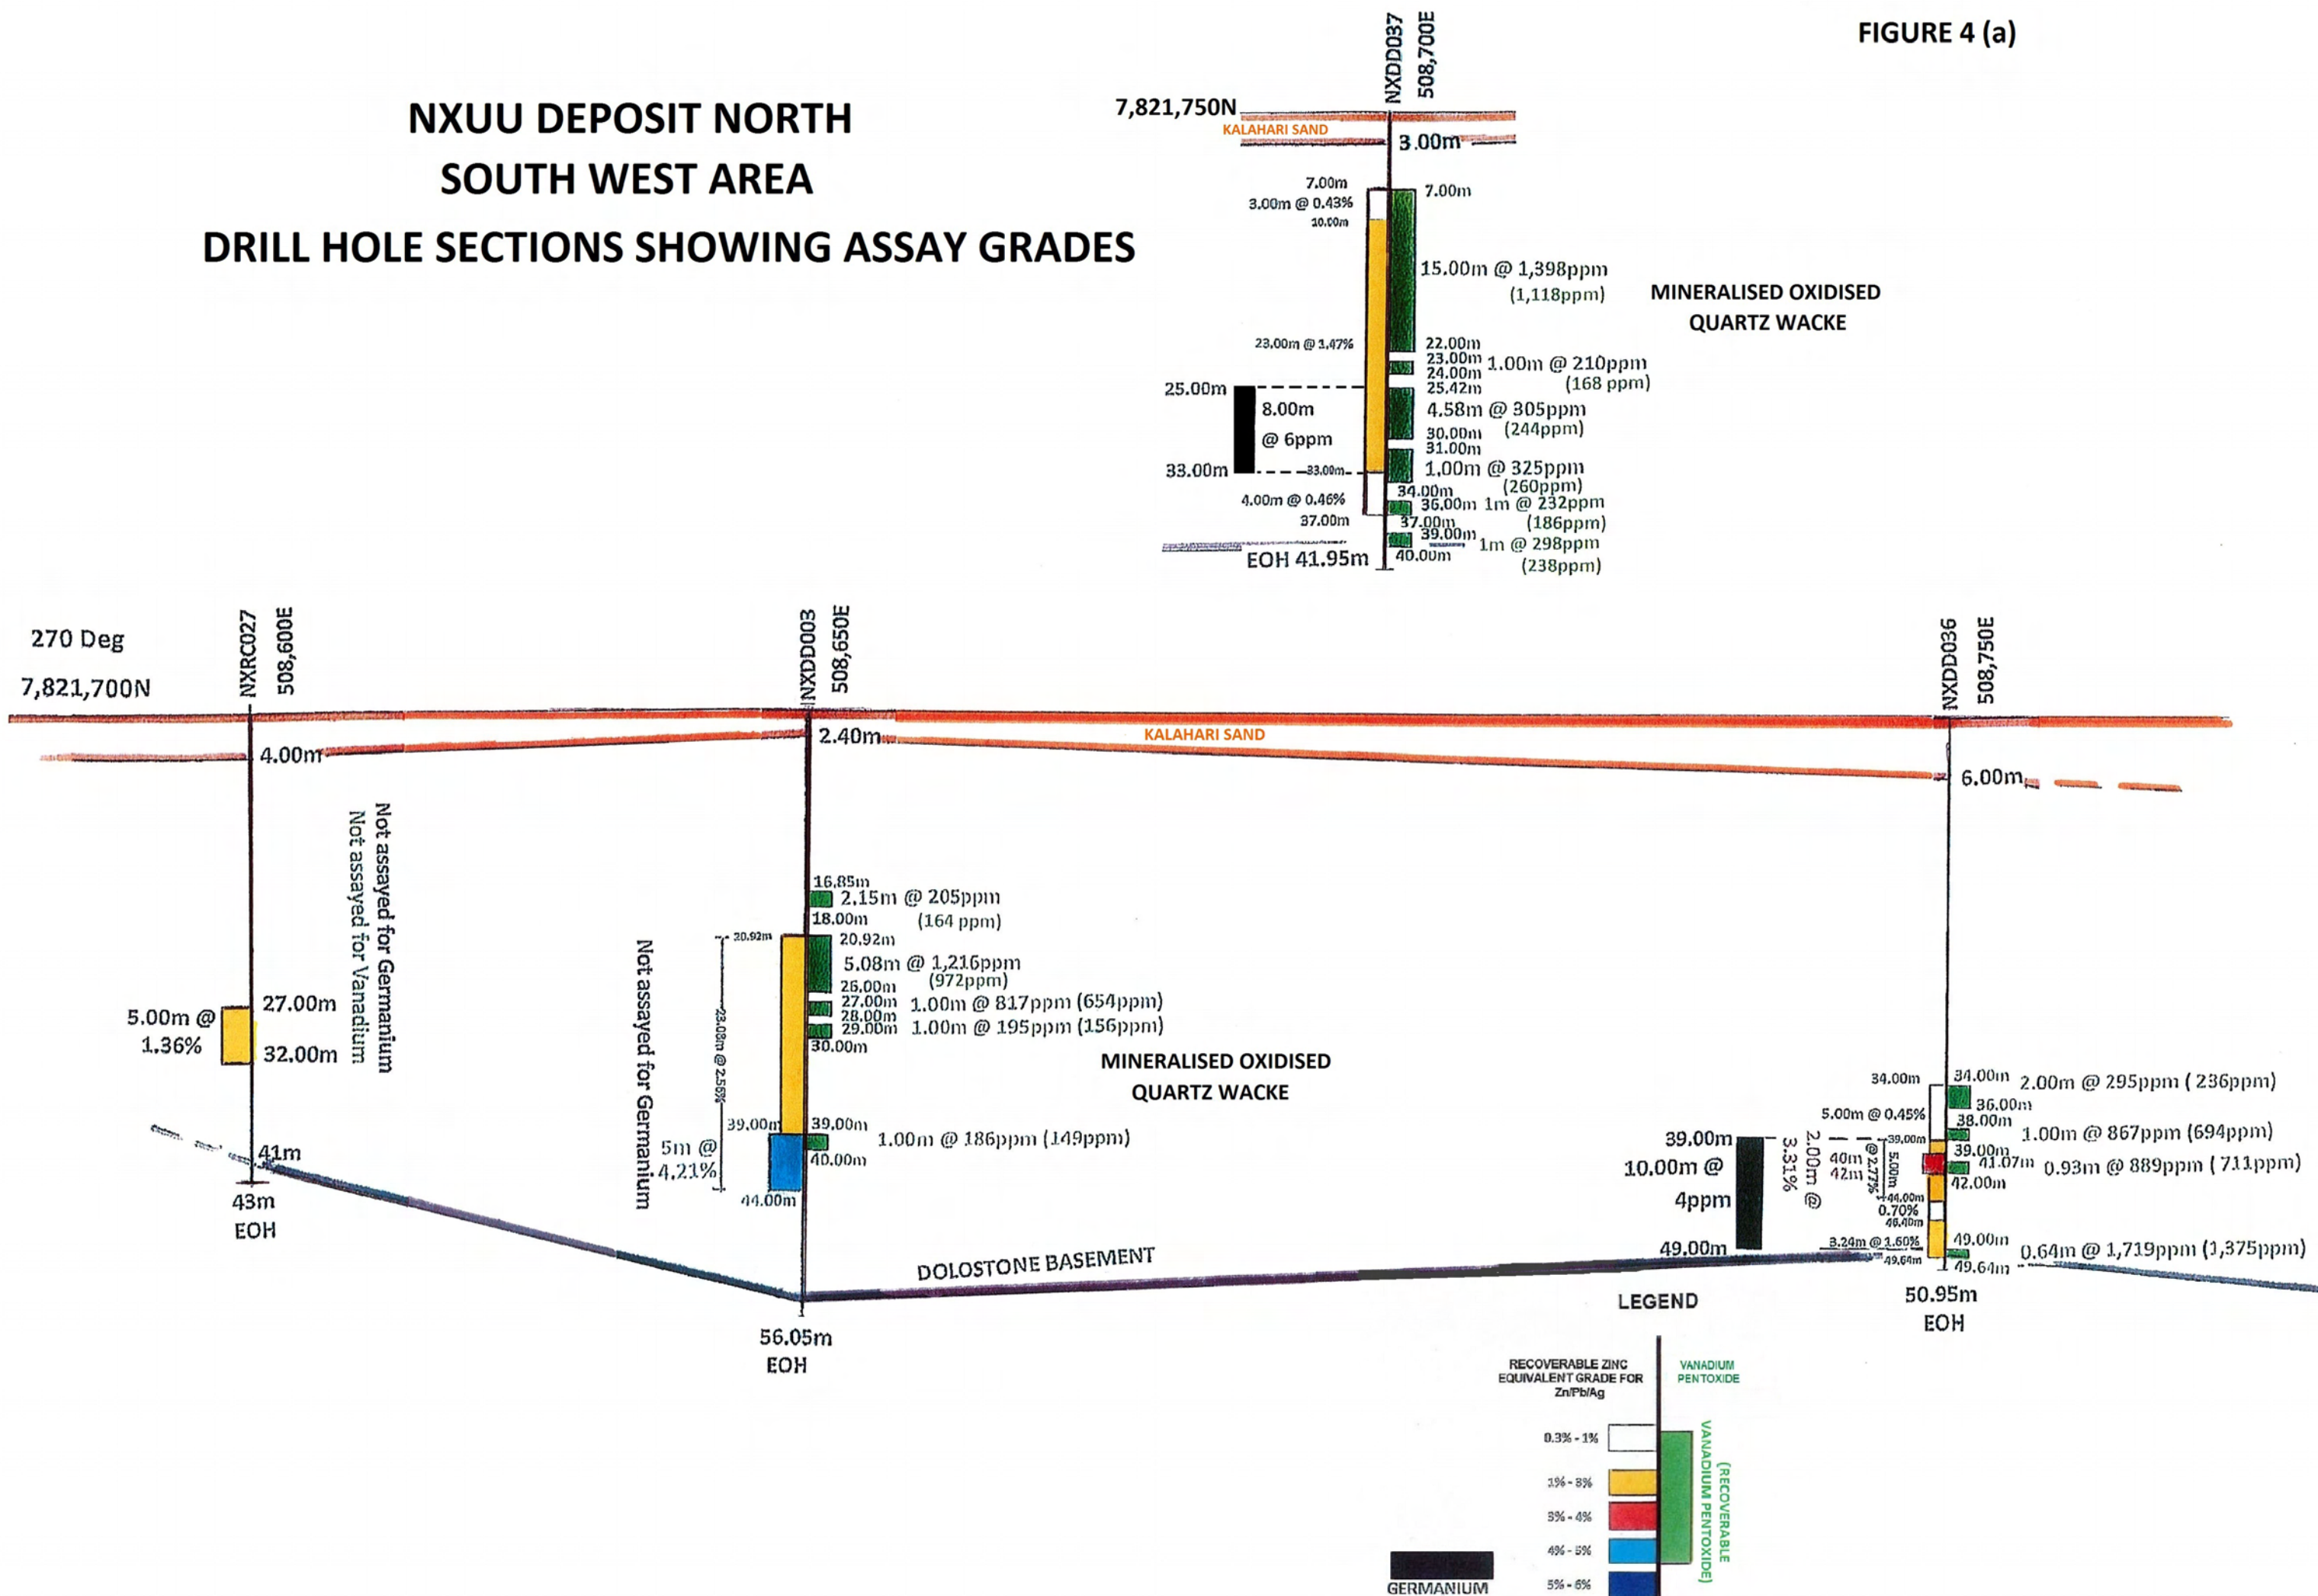 FIGURE 4 (a)
NXUU DEPOSIT NORTH
SOUTH WEST AREA
DRILL HOLE SECTIONS SHOWING ASSAY GRADES
NXDD037
508,700E
7,821,750N
KALAHARI SAND
3.00m
7.00m
7.00m
3.00m @ 0.43%
10.00m
15.00m @ 1,398ppm
(1,118ppm)
MINERALISED OXIDISED
QUARTZ WACKE
23.00m @ 1.47%
22.00m
23.00m
1.00m @ 210ppm
24.00m
(168 ppm)
25.00m
25.42m
8.00m
@ 6ppm
4.58m @ 305ppm
(244ppm)
30.00m
31.00m
33.00m
33.00m
1.00m @ 325ppm
(260ppm)
34.00m
4.00m @ 0.46%
36.00m 1m @ 232ppm
37.00m
37.00m
(186ppm)
39.00m
1m @ 298ppm
EOH 41.95m
40.00m
(238ppm)
270 Deg
7,821,700N
NXRC027
508,600E
NXDD003
508,650E
NXDD036
508,750E
4.00m
2.40m
KALAHARI SAND
6.00m
Not assayed for Germanium
Not assayed for Vanadium
27.00m
5.00m @
1.36%
32.00m
41m
43m
EOH
16.85m
2.15m @ 205ppm
18.00m
(164 ppm)
20.92m
20.92m
Not assayed for Germanium
23.08m @ 2.55%
5.08m @ 1,216ppm
(972ppm)
26.00m
27.00m
1.00m @ 817ppm (654ppm)
28.00m
29.00m
1.00m @ 195ppm (156ppm)
30.00m
MINERALISED OXIDISED
QUARTZ WACKE
39.00m
39.00m
1.00m @ 186ppm (149ppm)
5m @
4.21%
40.00m
44.00m
DOLOSTONE BASEMENT
56.05m
EOH
34.00m
34.00m
2.00m @ 295ppm ( 236ppm)
5.00m @ 0.45%
36.00m
38.00m
1.00m @ 867ppm (694ppm)
39.00m
10.00m @
4ppm
49.00m
2.00m @
3.31%
40m
42m
39.00m
5.00m
@ 2.77%
44.00m
39.00m
41.07m
0.93m @ 889ppm ( 711ppm)
42.00m
0.70%
46.40m
3.24m @ 1.60%
49.64m
49.00m
0.64m @ 1,719ppm (1,375ppm)
49.64m
50.95m
EOH
LEGEND
RECOVERABLE ZINC
EQUIVALENT GRADE FOR
Zn/Pb/Ag
VANADIUM
PENTOXIDE
0.3% - 1%
1% - 3%
3% - 4%
4% - 5%
5% - 6%
(RECOVERABLE
VANADIUM PENTOXIDE)
GERMANIUM